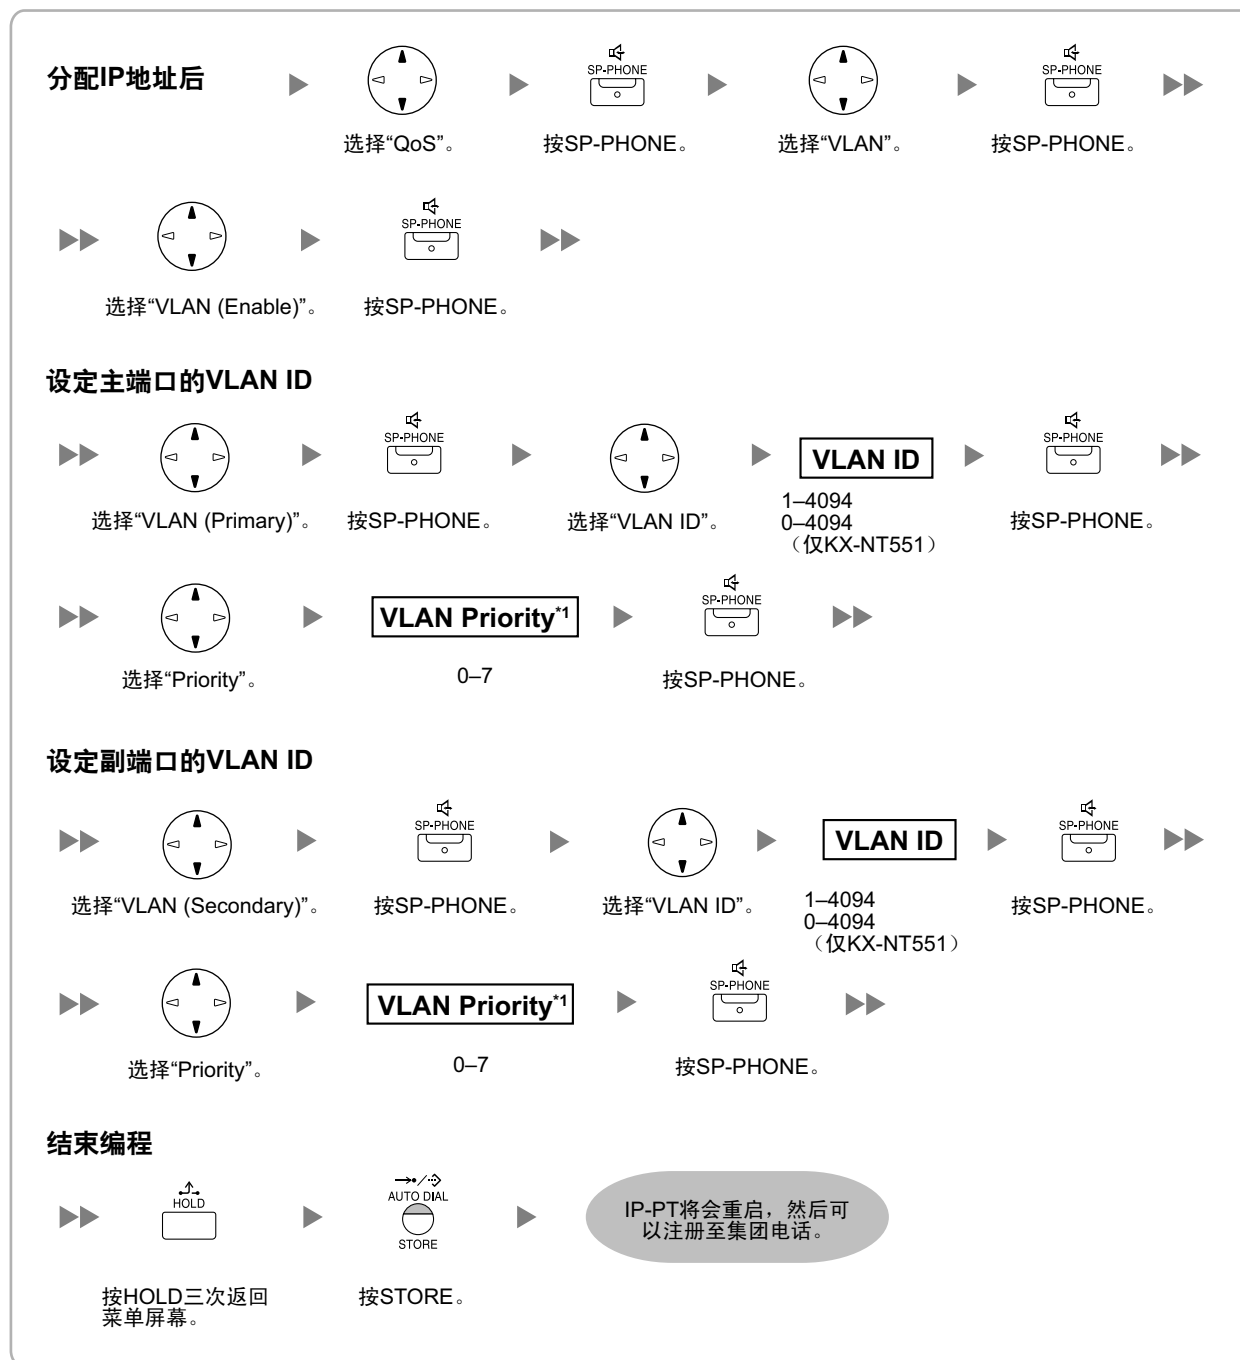 分配IP地址后
SP-PHONE
SP-PHONE
选择“QoS”。
按SP-PHONE。
选择“VLAN”。
按SP-PHONE。
SP-PHONE
选择“VLAN (Enable)”。
按SP-PHONE。
设定主端口的VLAN ID
SP-PHONE
VLAN ID
SP-PHONE
选择“VLAN (Primary)”。
按SP-PHONE。
选择“VLAN ID”。
1–4094
0–4094
（仅KX-NT551）
按SP-PHONE。
VLAN Priority*1
SP-PHONE
选择“Priority”。
0–7
按SP-PHONE。
设定副端口的VLAN ID
SP-PHONE
VLAN ID
SP-PHONE
选择“VLAN (Secondary)”。
按SP-PHONE。
选择“VLAN ID”。
1–4094
0–4094
（仅KX-NT551）
按SP-PHONE。
VLAN Priority*1
SP-PHONE
选择“Priority”。
0–7
按SP-PHONE。
结束编程
HOLD
AUTO DIAL
STORE
IP-PT将会重启，然后可
以注册至集团电话。
按HOLD三次返回
菜单屏幕。
按STORE。